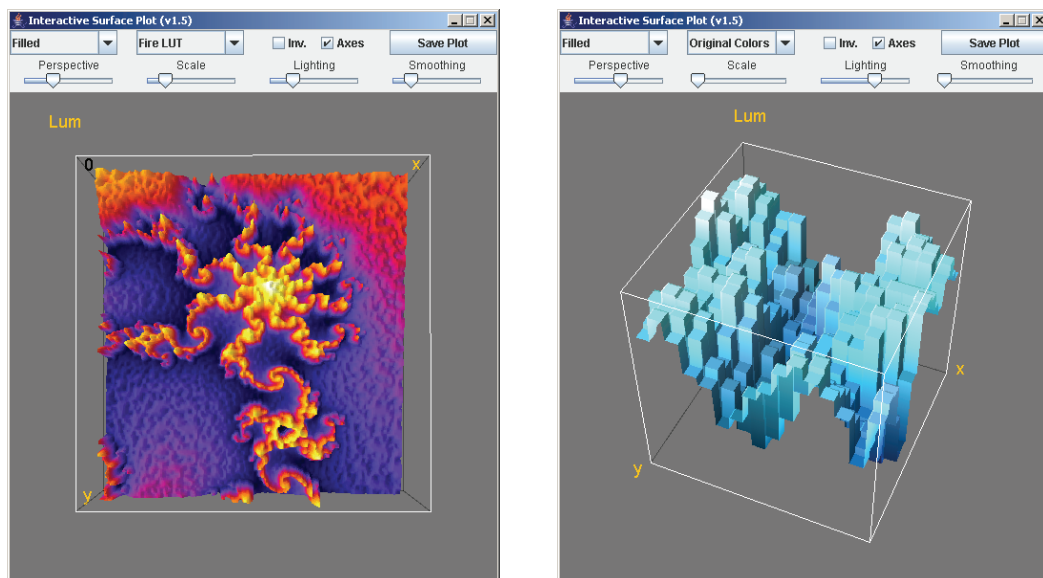 Interactive Surface Plot (v1.5)
Filled Fire LUT Inv. Axes Save Plot
Perspective Scale Lighting Smoothing
Lum
0 x
y
Interactive Surface Plot (v1.5)
Filled Original Colors Inv. Axes Save Plot
Perspective Scale Lighting Smoothing
Lum
x
y